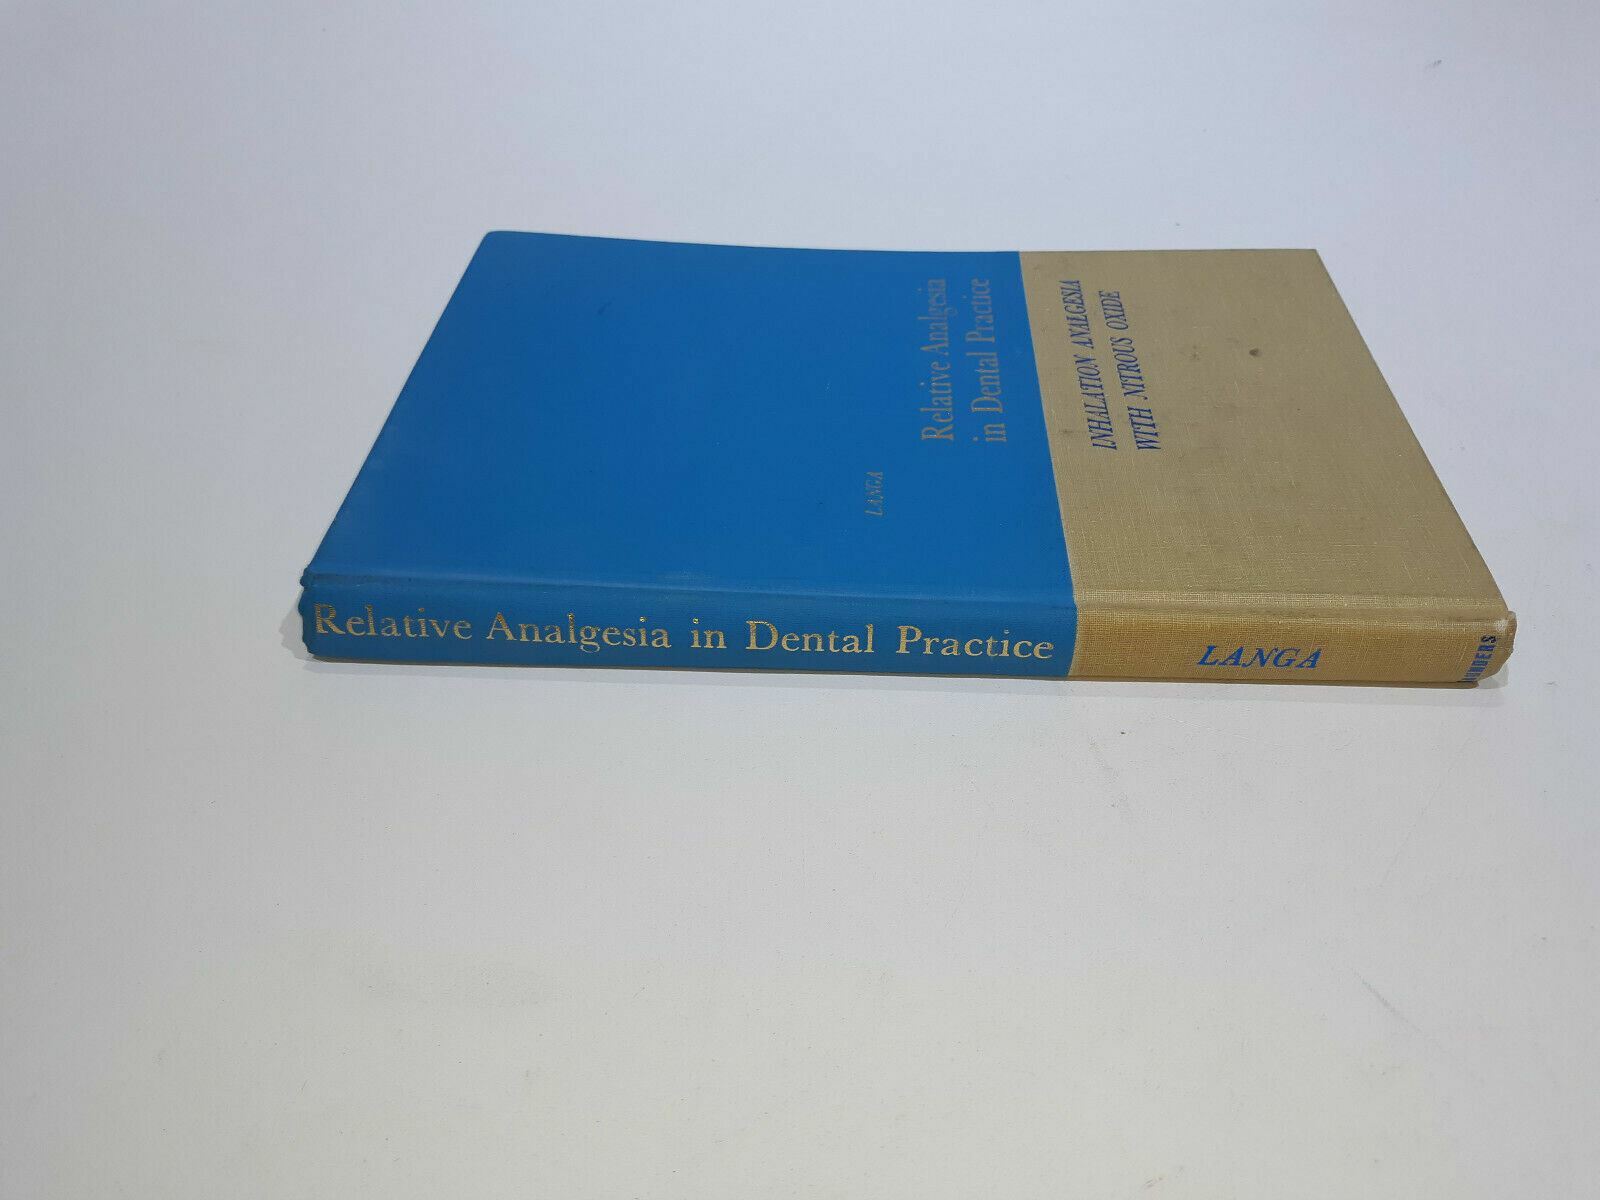 LANGA
Relative Analgesia
in Dental Practice
INHALATION ANALGESIA
WITH NITROUS OXIDE
Relative Analgesia in Dental Practice
LANGA